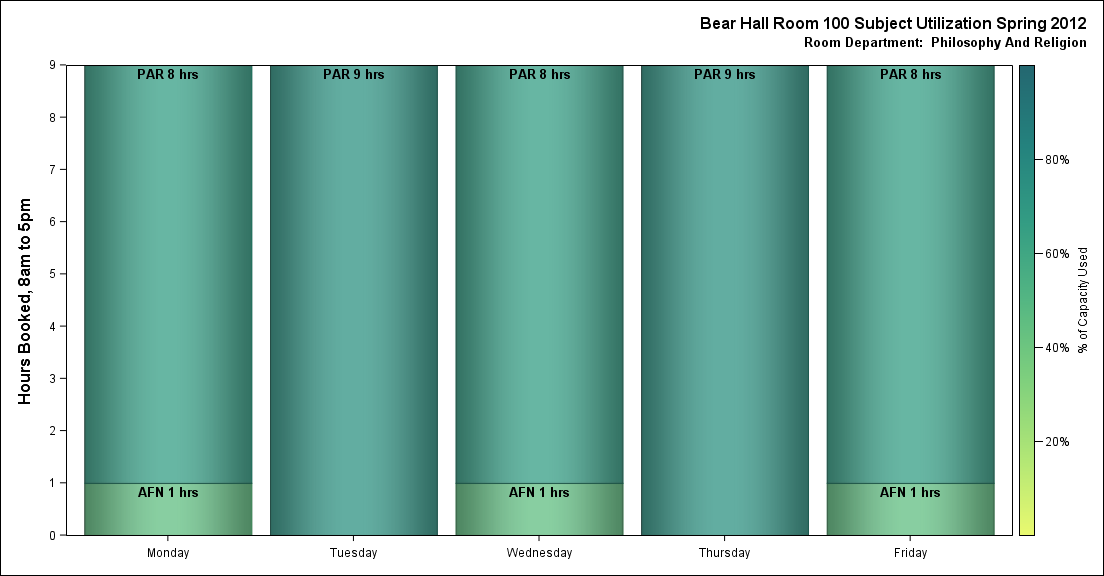 Bear Hall Room 100 Subject Utilization Spring 2012
Room Department: Philosophy And Religion
Hours Booked, 8am to 5pm
9
8
7
6
5
4
3
2
1
0
PAR 8 hrs
PAR 9 hrs
PAR 8 hrs
PAR 9 hrs
PAR 8 hrs
AFN 1 hrs
AFN 1 hrs
AFN 1 hrs
Monday
Tuesday
Wednesday
Thursday
Friday
80%
60%
40%
20%
% of Capacity Used